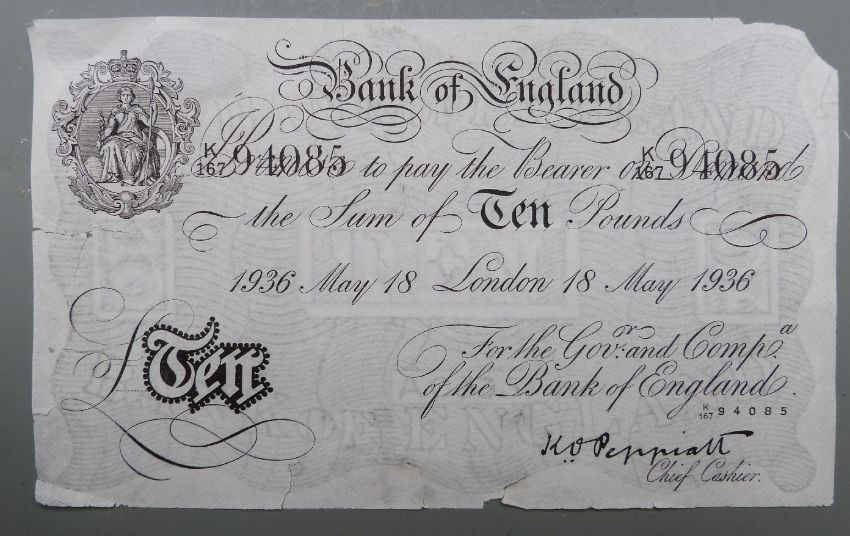 Bank of England
I Promise to pay the Bearer on Demand
K
167 94085
K
167 94085
the Sum of Ten Pounds
1936 May 18 London 18 May 1936
£Ten
For the Govr: and Compa.
of the Bank of England.
K
167 94085
K.O Peppiatt
Chief Cashier.